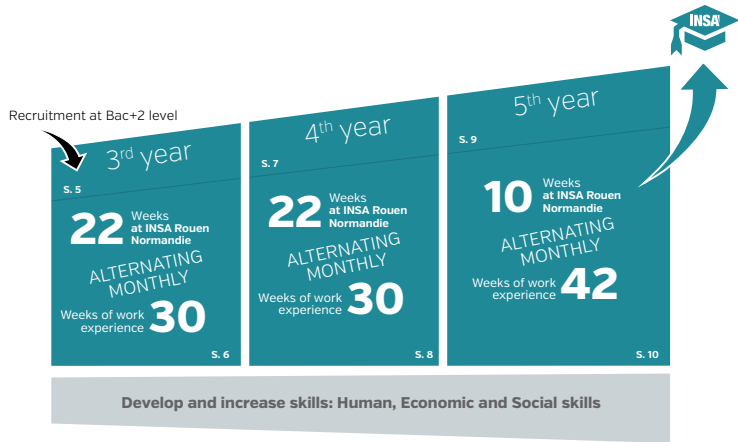 INSA
Recruitment at Bac+2 level
3rd year
S. 5
22
Weeks
at INSA Rouen
Normandie
ALTERNATING
MONTHLY
Weeks of work
experience
30
S. 6
4th year
S. 7
22
Weeks
at INSA Rouen
Normandie
ALTERNATING
MONTHLY
Weeks of work
experience
30
S. 8
5th year
S. 9
10
Weeks
at INSA Rouen
Normandie
ALTERNATING
MONTHLY
Weeks of work
experience
42
S. 10
Develop and increase skills: Human, Economic and Social skills